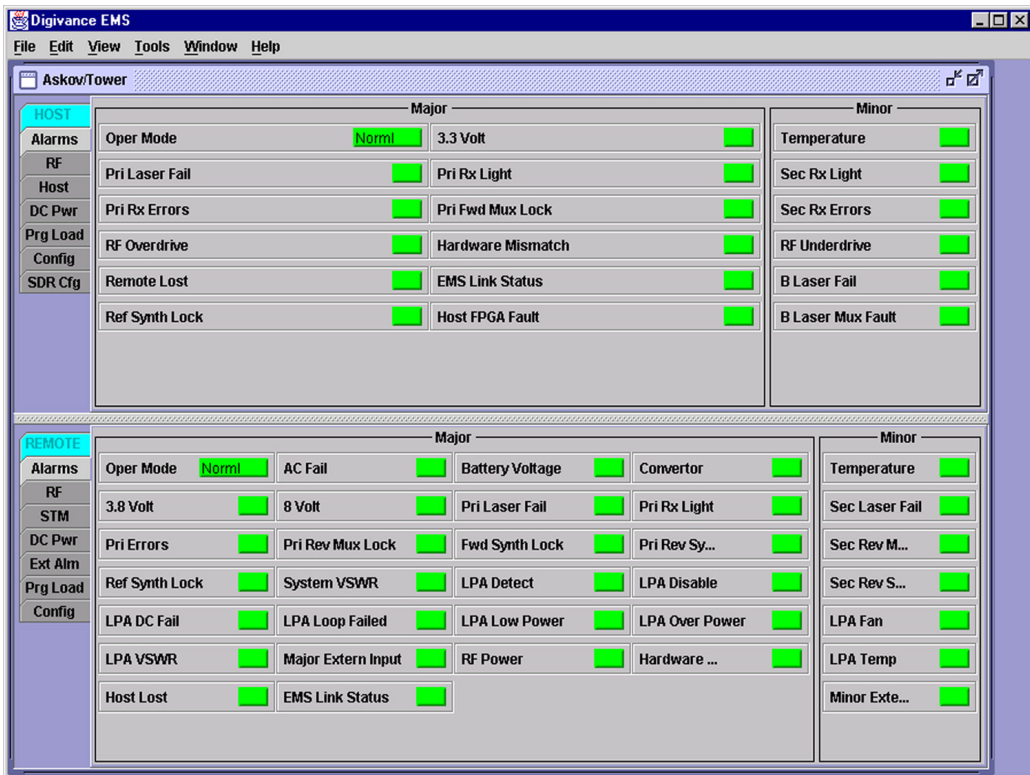 Digivance EMS
File Edit View Tools Window Help
Askov/Tower
HOST
Alarms
RF
Host
DC Pwr
Prg Load
Config
SDR Cfg
Major
Minor
Oper Mode Norml 3.3 Volt Temperature
Pri Laser Fail Pri Rx Light Sec Rx Light
Pri Rx Errors Pri Fwd Mux Lock Sec Rx Errors
RF Overdrive Hardware Mismatch RF Underdrive
Remote Lost EMS Link Status B Laser Fail
Ref Synth Lock Host FPGA Fault B Laser Mux Fault
REMOTE
Alarms
RF
STM
DC Pwr
Ext Alm
Prg Load
Config
Major
Minor
Oper Mode Norml AC Fail Battery Voltage Convertor Temperature
3.8 Volt 8 Volt Pri Laser Fail Pri Rx Light Sec Laser Fail
Pri Errors Pri Rev Mux Lock Fwd Synth Lock Pri Rev Sy... Sec Rev M...
Ref Synth Lock System VSWR LPA Detect LPA Disable Sec Rev S...
LPA DC Fail LPA Loop Failed LPA Low Power LPA Over Power LPA Fan
LPA VSWR Major Extern Input RF Power Hardware ... LPA Temp
Host Lost EMS Link Status Minor Exte...